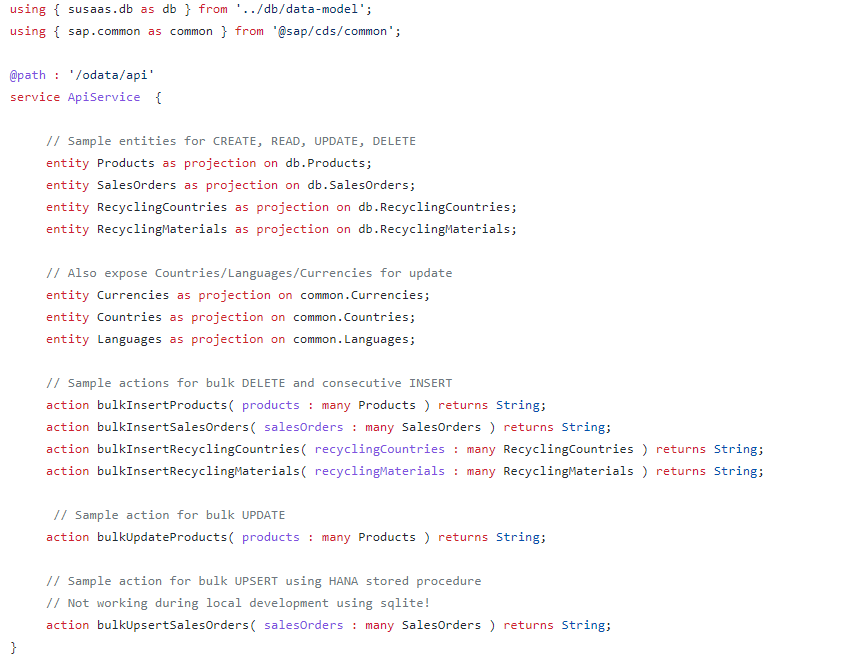 using { susaas.db as db } from '../db/data-model';
using { sap.common as common } from '@sap/cds/common';
@path : '/odata/api'
service ApiService  {
// Sample entities for CREATE, READ, UPDATE, DELETE
entity Products as projection on db.Products;
entity SalesOrders as projection on db.SalesOrders;
entity RecyclingCountries as projection on db.RecyclingCountries;
entity RecyclingMaterials as projection on db.RecyclingMaterials;
// Also expose Countries/Languages/Currencies for update
entity Currencies as projection on common.Currencies;
entity Countries as projection on common.Countries;
entity Languages as projection on common.Languages;
// Sample actions for bulk DELETE and consecutive INSERT
action bulkInsertProducts( products : many Products ) returns String;
action bulkInsertSalesOrders( salesOrders : many SalesOrders ) returns String;
action bulkInsertRecyclingCountries( recyclingCountries : many RecyclingCountries ) returns String;
action bulkInsertRecyclingMaterials( recyclingMaterials : many RecyclingMaterials ) returns String;
// Sample action for bulk UPDATE
action bulkUpdateProducts( products : many Products ) returns String;
// Sample action for bulk UPSERT using HANA stored procedure
// Not working during local development using sqlite!
action bulkUpsertSalesOrders( salesOrders : many SalesOrders ) returns String;
}